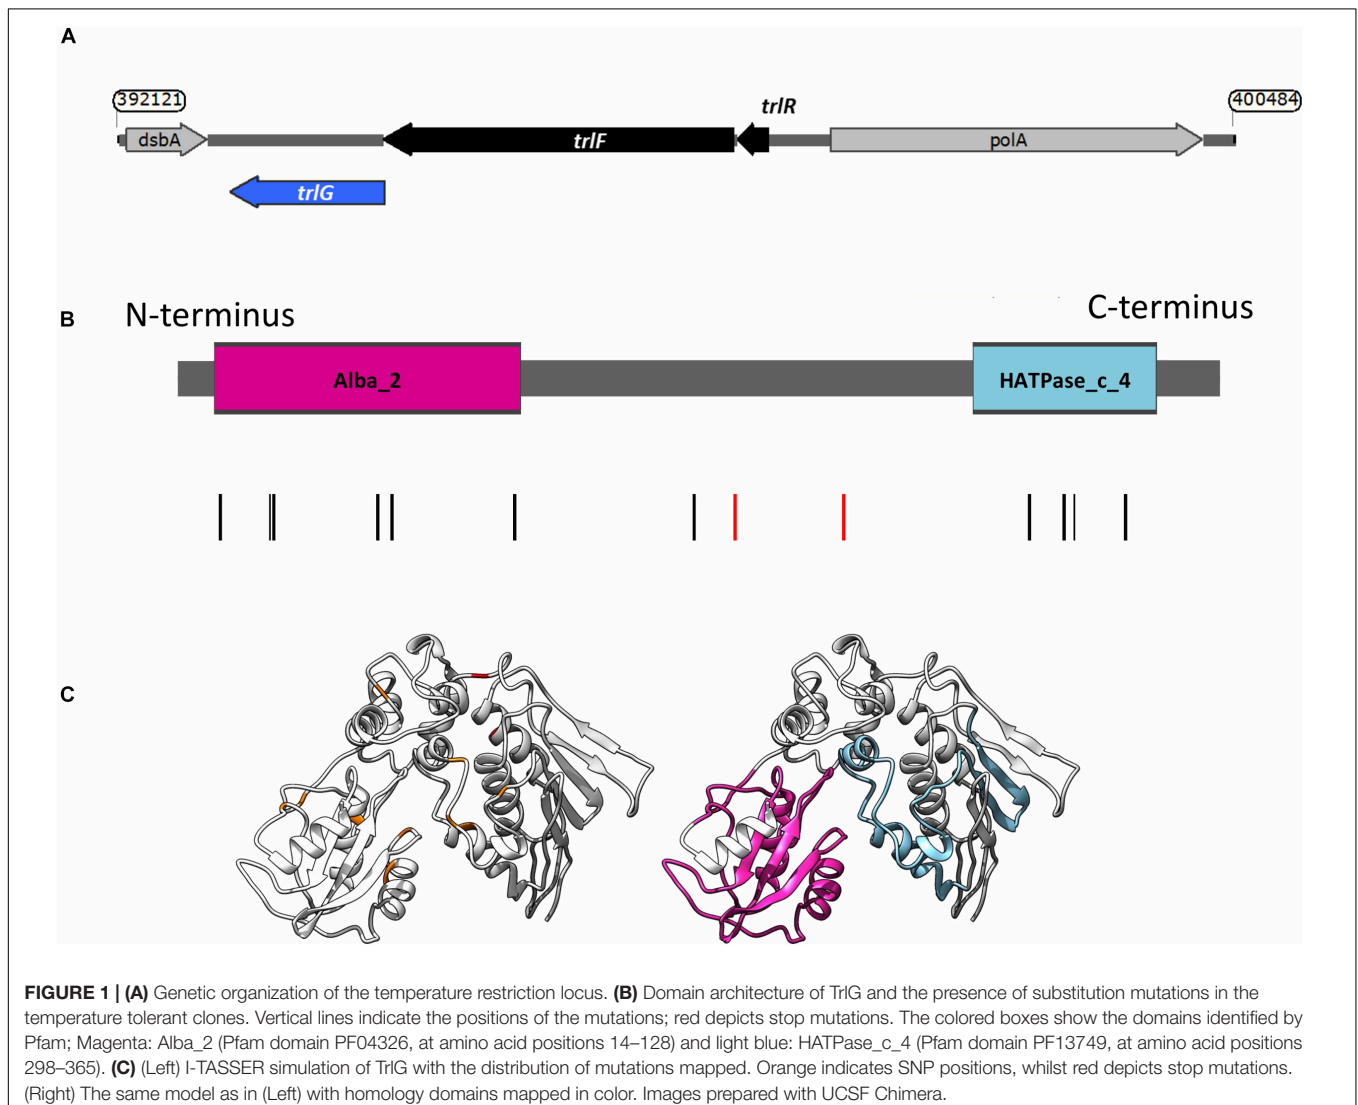 A
392121
400484
trlR
dsbA
trlF
polA
trlG
B
N-terminus
C-terminus
Alba_2
HATPase_c_4
C
FIGURE 1 | (A) Genetic organization of the temperature restriction locus. (B) Domain architecture of TrlG and the presence of substitution mutations in the
temperature tolerant clones. Vertical lines indicate the positions of the mutations; red depicts stop mutations. The colored boxes show the domains identified by
Pfam; Magenta: Alba_2 (Pfam domain PF04326, at amino acid positions 14–128) and light blue: HATPase_c_4 (Pfam domain PF13749, at amino acid positions
298–365). (C) (Left) I-TASSER simulation of TrlG with the distribution of mutations mapped. Orange indicates SNP positions, whilst red depicts stop mutations.
(Right) The same model as in (Left) with homology domains mapped in color. Images prepared with UCSF Chimera.